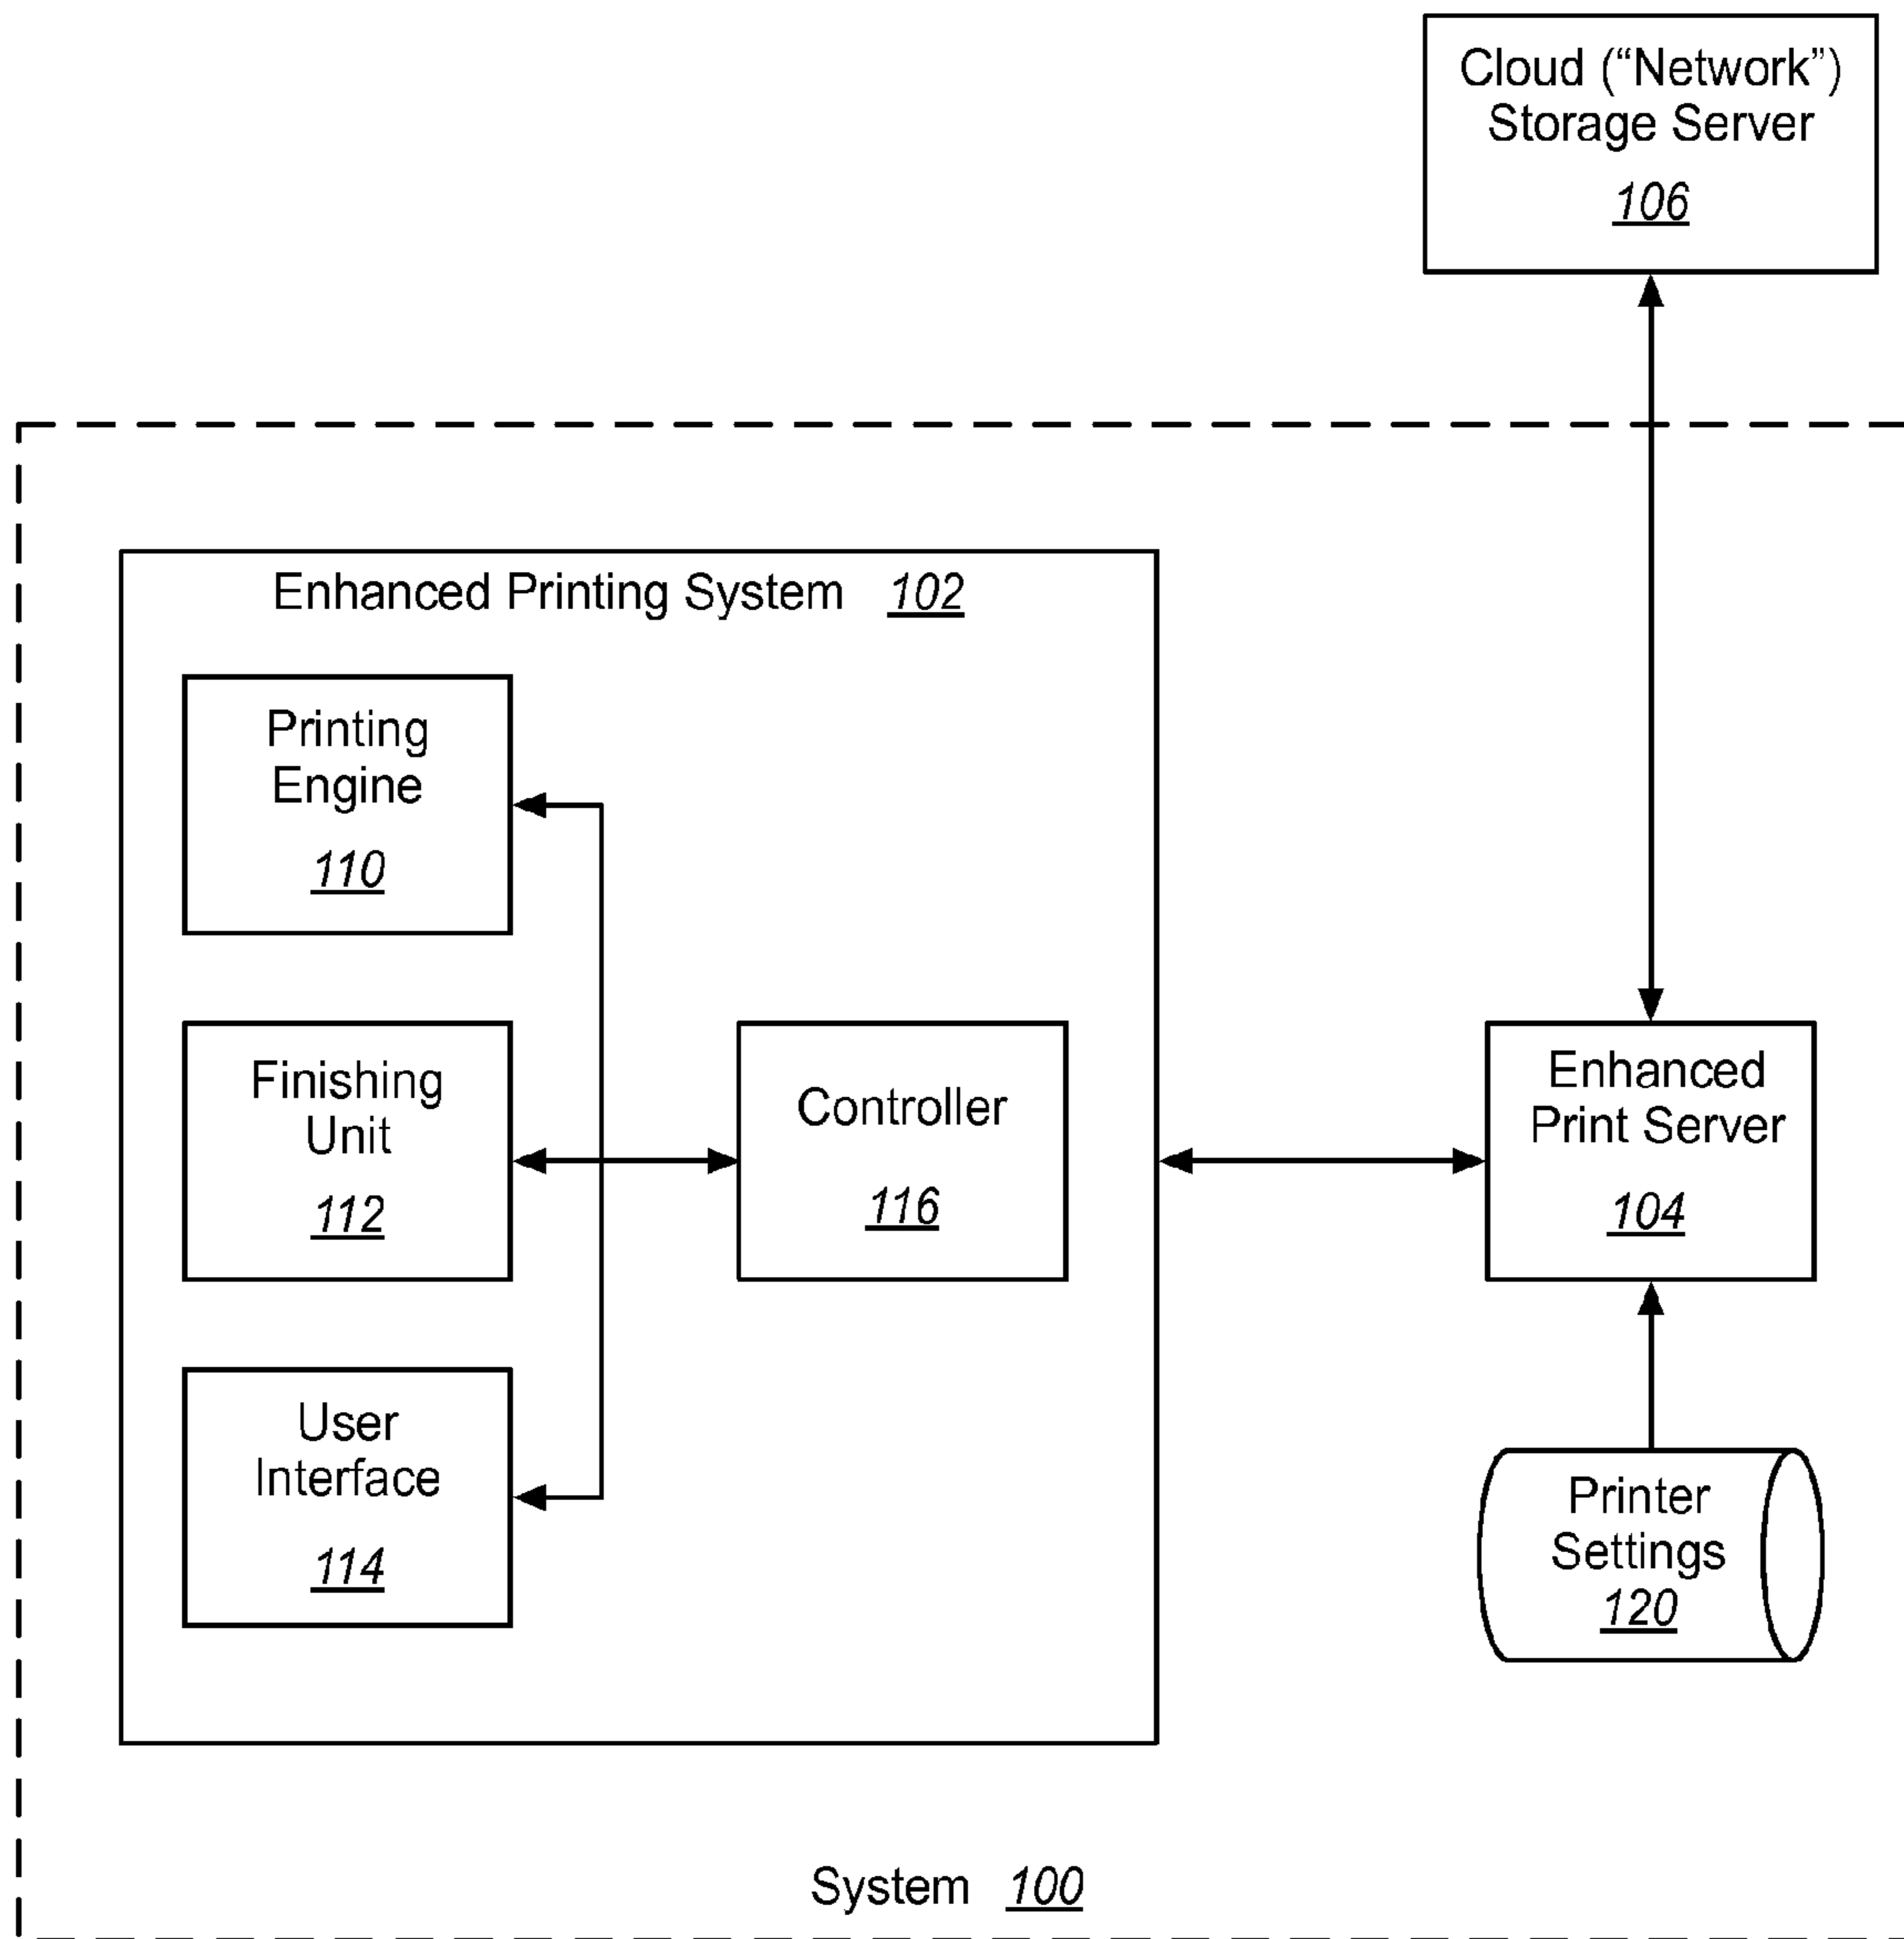 Cloud (“Network”)
Storage Server
106
Enhanced Printing System 102
Printing
Engine
110
Finishing
Unit
112
User
Interface
114
Controller
116
Enhanced
Print Server
104
Printer
Settings
120
System 100